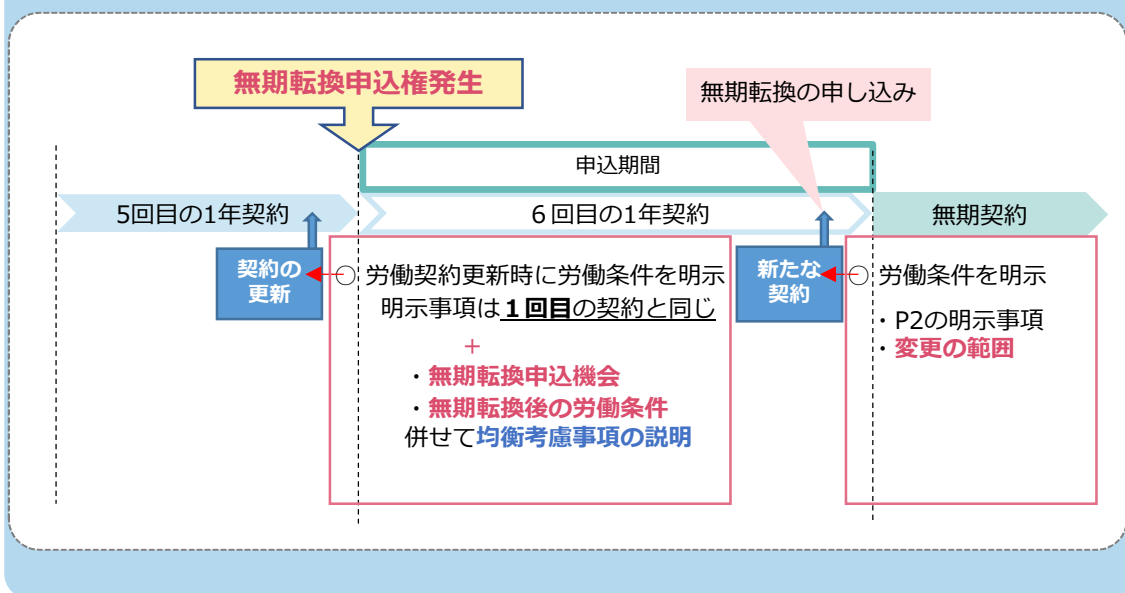 無期転換申込権発生
無期転換の申し込み
申込期間
5回目の1年契約
６回目の1年契約
無期契約
契約の
更新
○ 労働契約更新時に労働条件を明示
明示事項は１回目の契約と同じ
＋
・無期転換申込機会
・無期転換後の労働条件
併せて均衡考慮事項の説明
新たな
契約
○ 労働条件を明示
・P2の明示事項
・変更の範囲